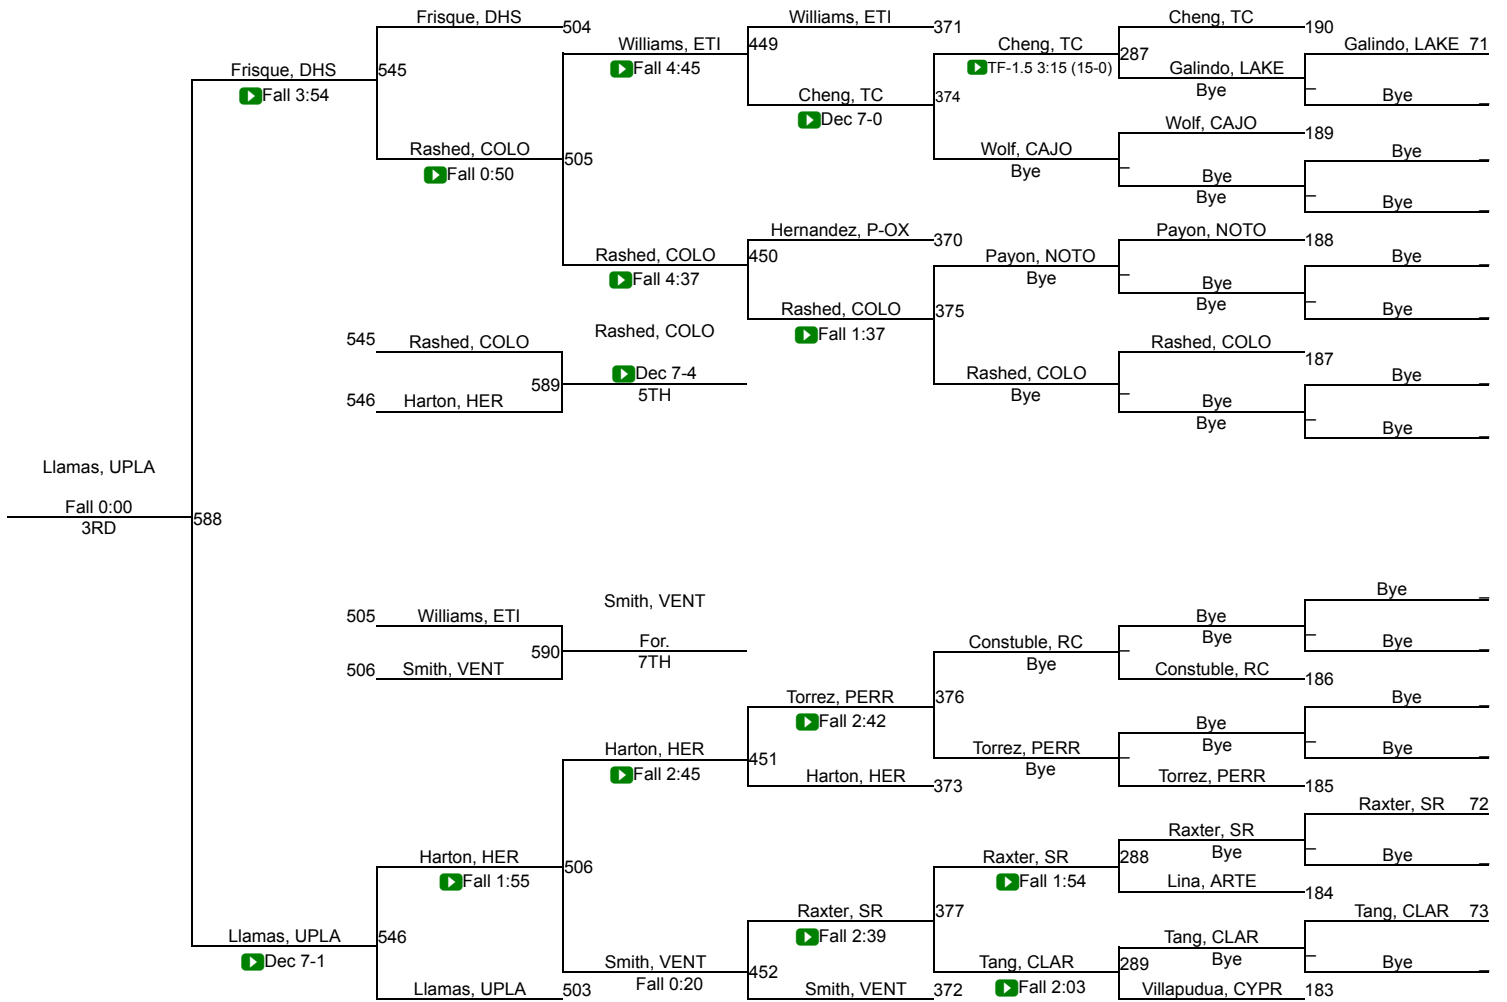 Frisque, DHS 504 Williams, ETI 371 Cheng, TC 190
Williams, ETI 449 Cheng, TC 287 Galindo, LAKE 71
Frisque, DHS 545 Fall 4:45 TF-1.5 3:15 (15-0) Galindo, LAKE
Fall 3:54 Cheng, TC 374 Bye Bye
Dec 7-0 Wolf, CAJO 189
Rashed, COLO 505 Wolf, CAJO Bye
Fall 0:50 Bye Bye
Bye Bye
Hernandez, P-OX 370 Payon, NOTO 188
Rashed, COLO 450 Payon, NOTO Bye
Fall 4:37 Bye Bye
Rashed, COLO 375 Bye Bye
545 Rashed, COLO Rashed, COLO Fall 1:37 Rashed, COLO 187
589 Dec 7-4 Rashed, COLO Bye
546 Harton, HER 5TH Bye Bye
Bye Bye
Llamas, UPLA
Fall 0:00 588
3RD
Smith, VENT Bye
505 Williams, ETI Bye
590 For. Constuble, RC Bye Bye
506 Smith, VENT 7TH Bye Constuble, RC 186
Torrez, PERR 376 Bye
Fall 2:42 Bye
Harton, HER 451 Torrez, PERR Bye Bye
Fall 2:45 Harton, HER 373 Bye Torrez, PERR 185
Raxter, SR 72
Harton, HER 506 Raxter, SR 288 Raxter, SR
Fall 1:55 Fall 1:54 Bye Bye
Lina, ARTE 184
Raxter, SR 377 Tang, CLAR 73
Llamas, UPLA 546 Fall 2:39 Tang, CLAR
Dec 7-1 Smith, VENT 452 Tang, CLAR 289 Bye Bye
Llamas, UPLA 503 Fall 0:20 Smith, VENT 372 Fall 2:03 Villapudua, CYPR 183